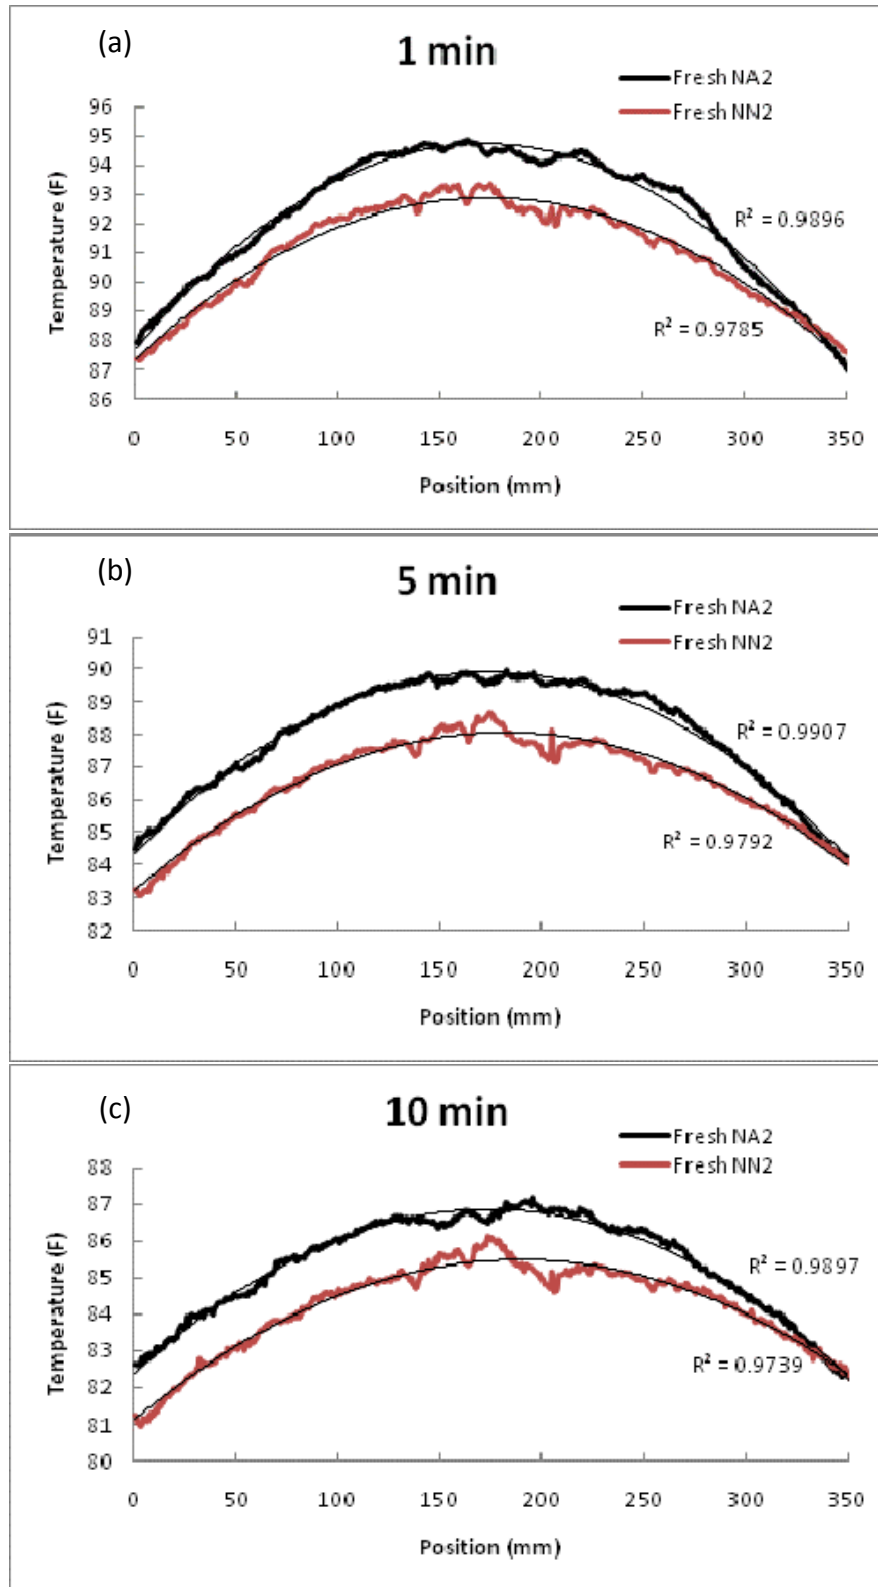 (a)
1 min
Fresh NA2
Fresh NN2
96
95
94
93
92
91
90
89
88
87
86
Temperature (F)
R² = 0.9896
R² = 0.9785
0 50 100 150 200 250 300 350
Position (mm)
(b)
5 min
Fresh NA2
Fresh NN2
91
90
89
88
87
86
85
84
83
82
Temperature (F)
R² = 0.9907
R² = 0.9792
0 50 100 150 200 250 300 350
Position (mm)
(c)
10 min
Fresh NA2
Fresh NN2
88
87
86
85
84
83
82
81
80
Temperature (F)
R² = 0.9897
R² = 0.9739
0 50 100 150 200 250 300 350
Position (mm)